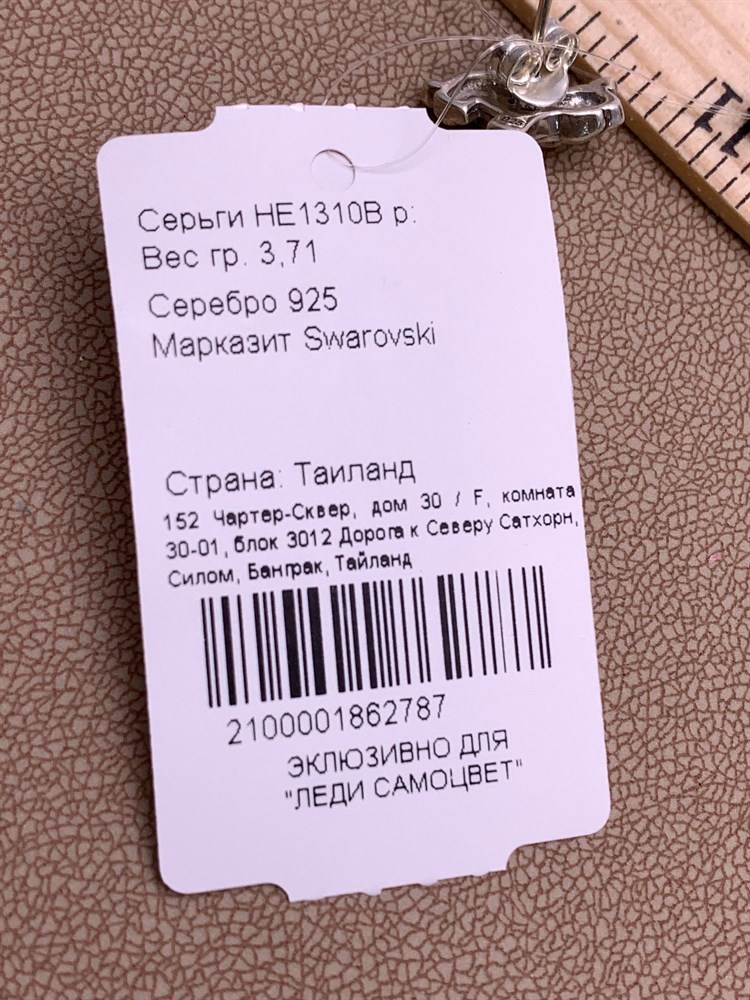 Серьги НЕ1310В р:
Вес гр. 3,71
Серебро 925
Марказит Swarovski
Страна: Таиланд
152 Чартер-Сквер, дом 30 / F, комната
30-01, блок 3012 Дорога к Северу Сатхорн,
Силом, Банграк, Тайланд
2100001862787
ЭКЛЮЗИВНО ДЛЯ
"ЛЕДИ САМОЦВЕТ"